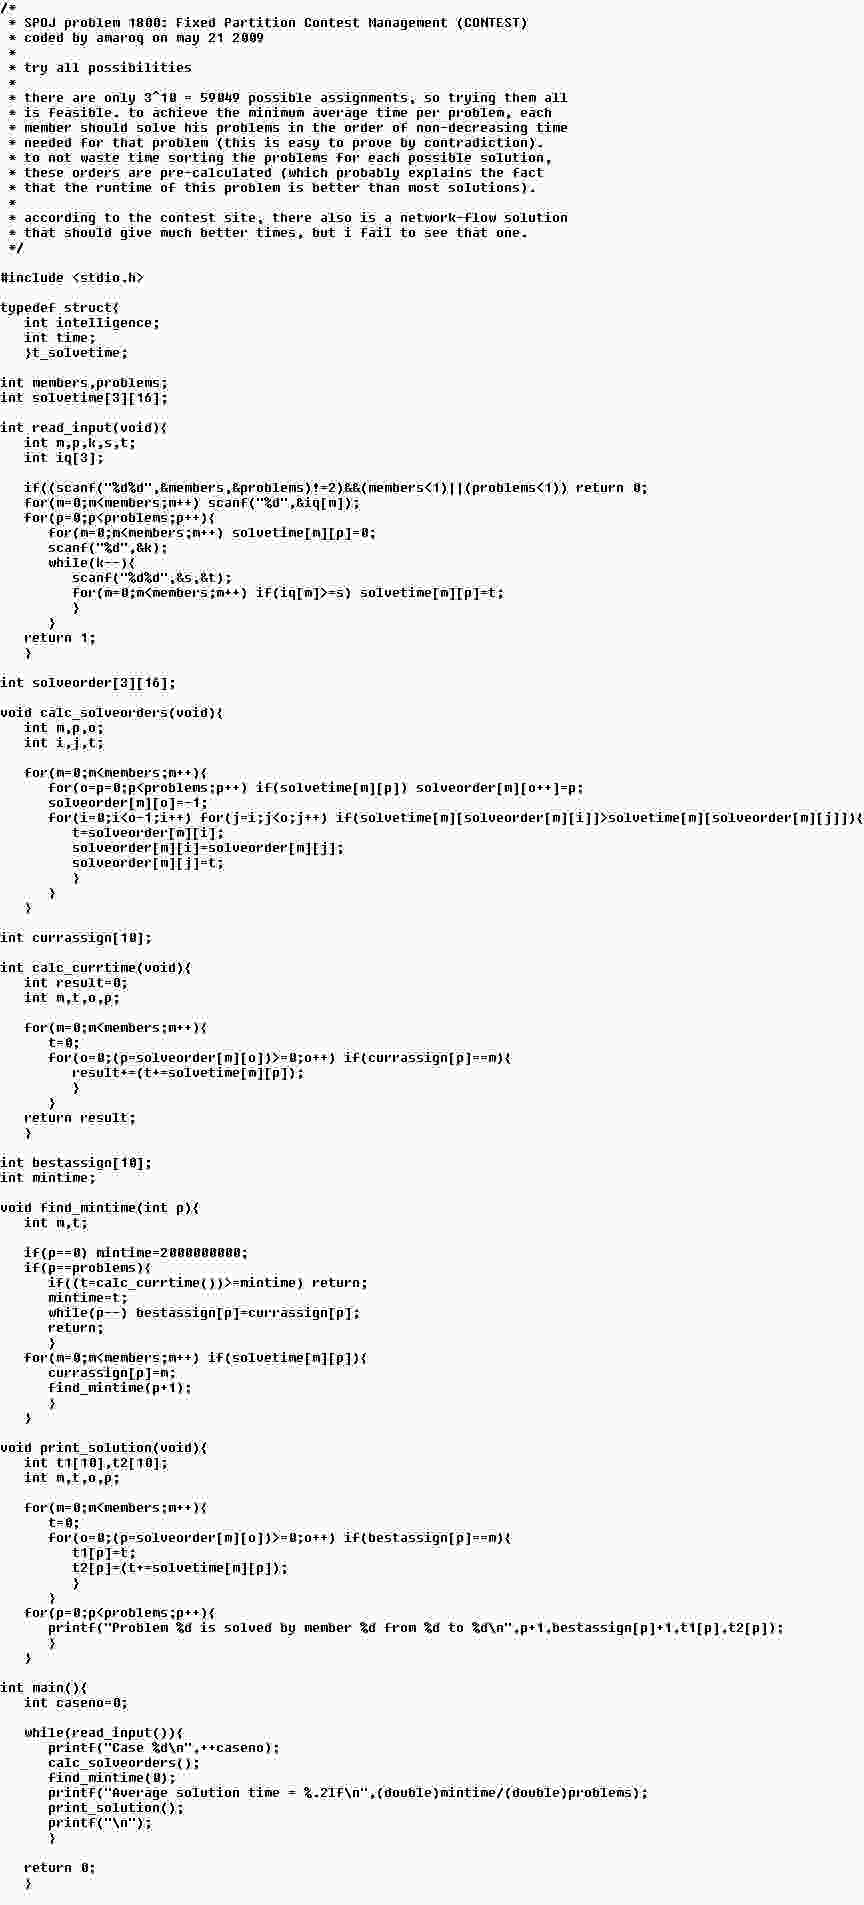 /*
 * SPOJ problem 1800: Fixed Partition Contest Management (CONTEST)
 * coded by amaroq on may 21 2009
 *
 * try all possibilities
 *
 * there are only 3^10 = 59049 possible assignments, so trying them all
 * is feasible. to achieve the minimum average time per problem, each
 * member should solve his problems in the order of non-decreasing time
 * needed for that problem (this is easy to prove by contradiction).
 * to not waste time sorting the problems for each possible solution,
 * these orders are pre-calculated (which probably explains the fact
 * that the runtime of this problem is better than most solutions).
 *
 * according to the contest site, there also is a network-flow solution
 * that should give much better times, but i fail to see that one.
 */

#include <stdio.h>

typedef struct{
   int intelligence;
   int time;
   }t_solvetime;

int members,problems;
int solvetime[3][16];

int read_input(void){
   int m,p,k,s,t;
   int iq[3];

   if((scanf("%d%d",&members,&problems)!=2)&&(members<1)||(problems<1)) return 0;
   for(m=0;m<members;m++) scanf("%d",&iq[m]);
   for(p=0;p<problems;p++){
      for(m=0;m<members;m++) solvetime[m][p]=0;
      scanf("%d",&k);
      while(k--){
         scanf("%d%d",&s,&t);
         for(m=0;m<members;m++) if(iq[m]>=s) solvetime[m][p]=t;
         }
      }
   return 1;
   }

int solveorder[3][16];

void calc_solveorders(void){
   int m,p,o;
   int i,j,t;

   for(m=0;m<members;m++){
      for(o=p=0;p<problems;p++) if(solvetime[m][p]) solveorder[m][o++]=p;
      solveorder[m][o]=-1;
      for(i=0;i<o-1;i++) for(j=i;j<o;j++) if(solvetime[m][solveorder[m][i]]>solvetime[m][solveorder[m][j]]){
         t=solveorder[m][i];
         solveorder[m][i]=solveorder[m][j];
         solveorder[m][j]=t;
         }
      }
   }

int currassign[10];

int calc_currtime(void){
   int result=0;
   int m,t,o,p;

   for(m=0;m<members;m++){
      t=0;
      for(o=0;(p=solveorder[m][o])>=0;o++) if(currassign[p]==m){
         result+=(t+=solvetime[m][p]);
         }
      }
   return result;
   }

int bestassign[10];
int mintime;

void find_mintime(int p){
   int m,t;

   if(p==0) mintime=2000000000;
   if(p==problems){
      if((t=calc_currtime())>=mintime) return;
      mintime=t;
      while(p--) bestassign[p]=currassign[p];
      return;
      }
   for(m=0;m<members;m++) if(solvetime[m][p]){
      currassign[p]=m;
      find_mintime(p+1);
      }
   }

void print_solution(void){
   int t1[10],t2[10];
   int m,t,o,p;

   for(m=0;m<members;m++){
      t=0;
      for(o=0;(p=solveorder[m][o])>=0;o++) if(bestassign[p]==m){
         t1[p]=t;
         t2[p]=(t+=solvetime[m][p]);
         }
      }
   for(p=0;p<problems;p++){
      printf("Problem %d is solved by member %d from %d to %d\n",p+1,bestassign[p]+1,t1[p],t2[p]);
      }
   }

int main(){
   int caseno=0;

   while(read_input()){
      printf("Case %d\n",++caseno);
      calc_solveorders();
      find_mintime(0);
      printf("Average solution time = %.2lf\n",(double)mintime/(double)problems);
      print_solution();
      printf("\n");
      }

   return 0;
   }